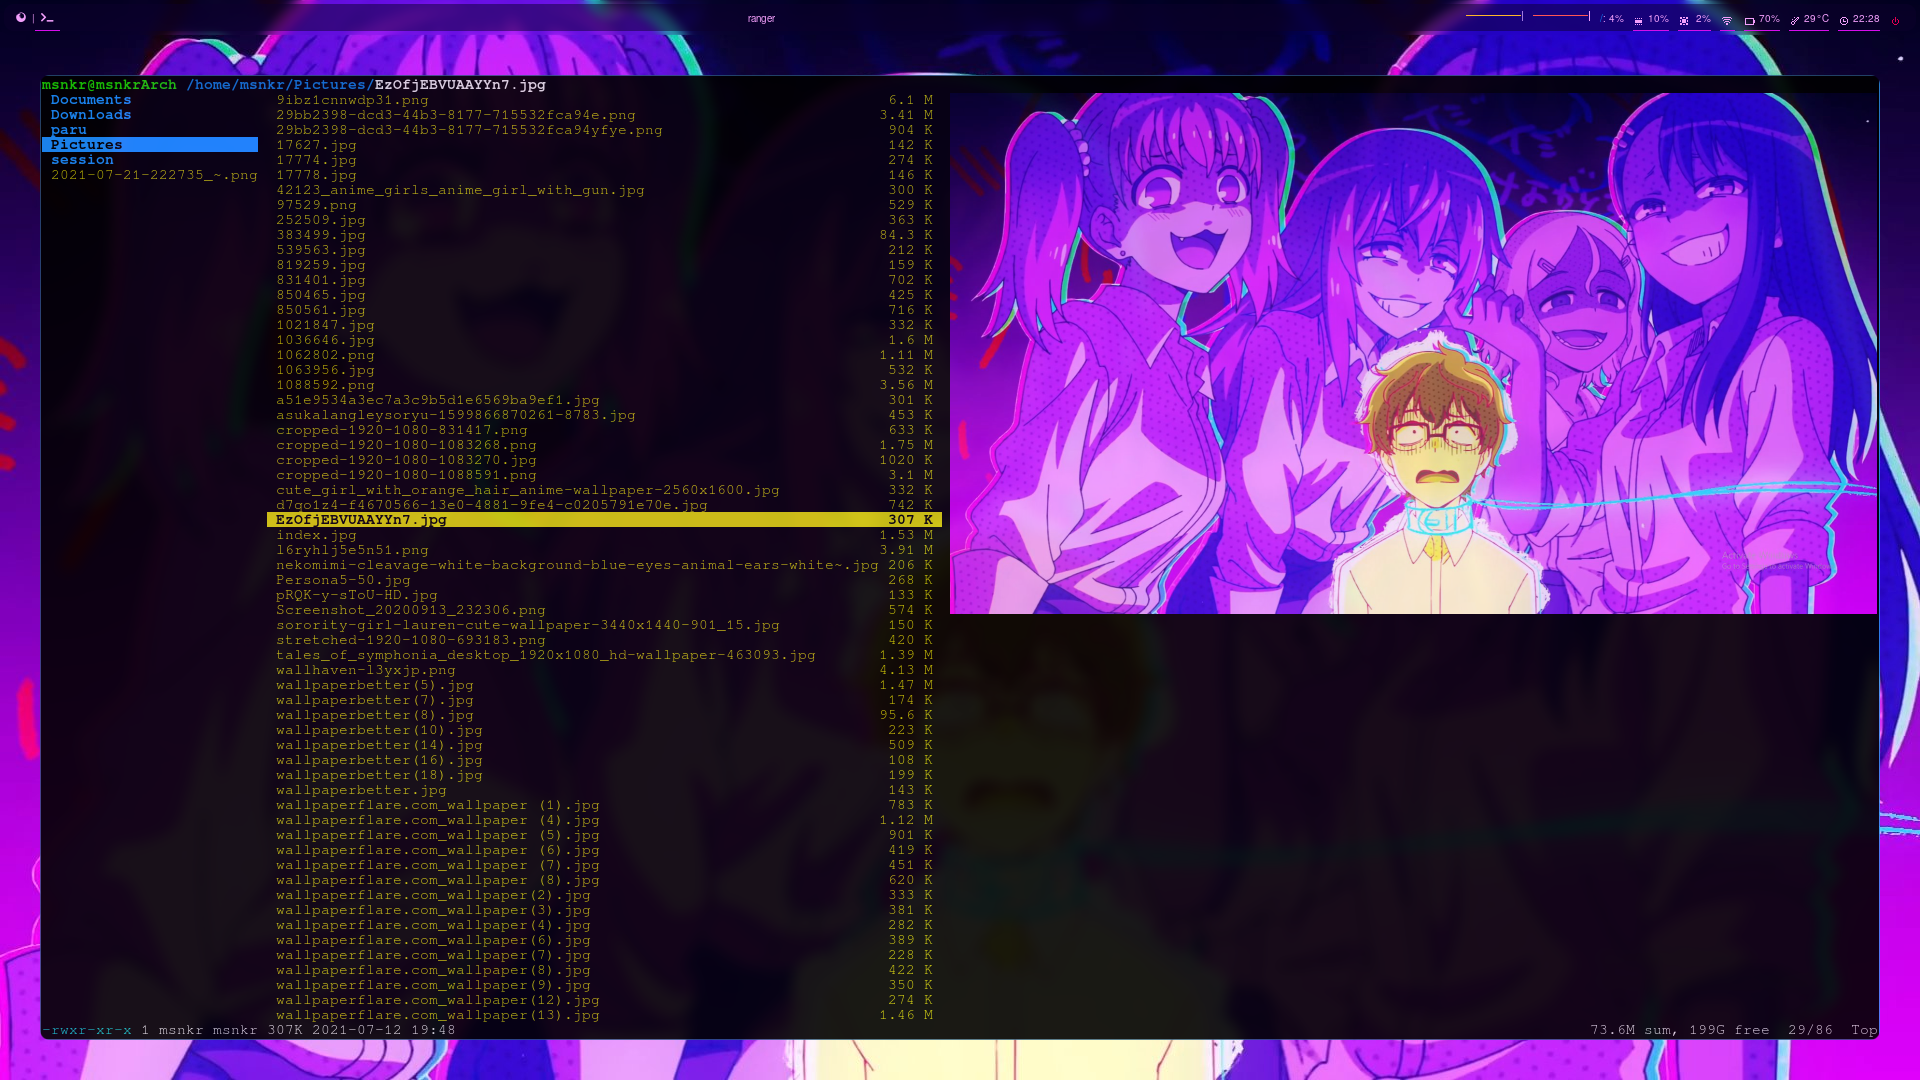 ranger
4%
10%
2%
70%
29°C
22:28
msnkr@msnkrArch /home/msnkr/Pictures/EzOfjEBVUAAYYn7.jpg
Documents
Downloads
paru
Pictures
session
2021-07-21-222735_~.png
9ibz1cnnwdp31.png 6.1 M
29bb2398-dcd3-44b3-8177-715532fca94e.png 3.41 M
29bb2398-dcd3-44b3-8177-715532fca94yfye.png 904 K
17627.jpg 142 K
17774.jpg 274 K
17778.jpg 146 K
42123_anime_girls_anime_girl_with_gun.jpg 300 K
97529.png 529 K
252509.jpg 363 K
383499.jpg 84.3 K
539563.jpg 212 K
819259.jpg 159 K
831401.jpg 702 K
850465.jpg 425 K
850561.jpg 716 K
1021847.jpg 332 K
1036646.jpg 1.6 M
1062802.png 1.11 M
1063956.jpg 532 K
1088592.png 3.56 M
a51e9534a3ec7a3c9b5d1e6569ba9ef1.jpg 301 K
asukalangleysoryu-1599866870261-8783.jpg 453 K
cropped-1920-1080-831417.png 633 K
cropped-1920-1080-1083268.png 1.75 M
cropped-1920-1080-1083270.jpg 1020 K
cropped-1920-1080-1088591.png 3.1 M
cute_girl_with_orange_hair_anime-wallpaper-2560x1600.jpg 332 K
d7go1z4-f4670566-13e0-4881-9fe4-c0205791e70e.jpg 742 K
EzOfjEBVUAAYYn7.jpg 307 K
index.jpg 1.53 M
l6ryhlj5e5n51.png 3.91 M
nekomimi-cleavage-white-background-blue-eyes-animal-ears-white~.jpg 206 K
Persona5-50.jpg 268 K
pRQK-y-sToU-HD.jpg 133 K
Screenshot_20200913_232306.png 574 K
sorority-girl-lauren-cute-wallpaper-3440x1440-901_15.jpg 150 K
stretched-1920-1080-693183.png 420 K
tales_of_symphonia_desktop_1920x1080_hd-wallpaper-463093.jpg 1.39 M
wallhaven-l3yxjp.png 4.13 M
wallpaperbetter(5).jpg 1.47 M
wallpaperbetter(7).jpg 174 K
wallpaperbetter(8).jpg 95.6 K
wallpaperbetter(10).jpg 223 K
wallpaperbetter(14).jpg 509 K
wallpaperbetter(16).jpg 108 K
wallpaperbetter(18).jpg 199 K
wallpaperbetter.jpg 143 K
wallpaperflare.com_wallpaper (1).jpg 783 K
wallpaperflare.com_wallpaper (4).jpg 1.12 M
wallpaperflare.com_wallpaper (5).jpg 901 K
wallpaperflare.com_wallpaper (6).jpg 419 K
wallpaperflare.com_wallpaper (7).jpg 451 K
wallpaperflare.com_wallpaper (8).jpg 620 K
wallpaperflare.com_wallpaper(2).jpg 333 K
wallpaperflare.com_wallpaper(3).jpg 381 K
wallpaperflare.com_wallpaper(4).jpg 282 K
wallpaperflare.com_wallpaper(6).jpg 389 K
wallpaperflare.com_wallpaper(7).jpg 228 K
wallpaperflare.com_wallpaper(8).jpg 422 K
wallpaperflare.com_wallpaper(9).jpg 350 K
wallpaperflare.com_wallpaper(12).jpg 274 K
wallpaperflare.com_wallpaper(13).jpg 1.46 M
-rwxr-xr-x 1 msnkr msnkr 307K 2021-07-12 19:48
73.6M sum, 199G free 29/86 Top